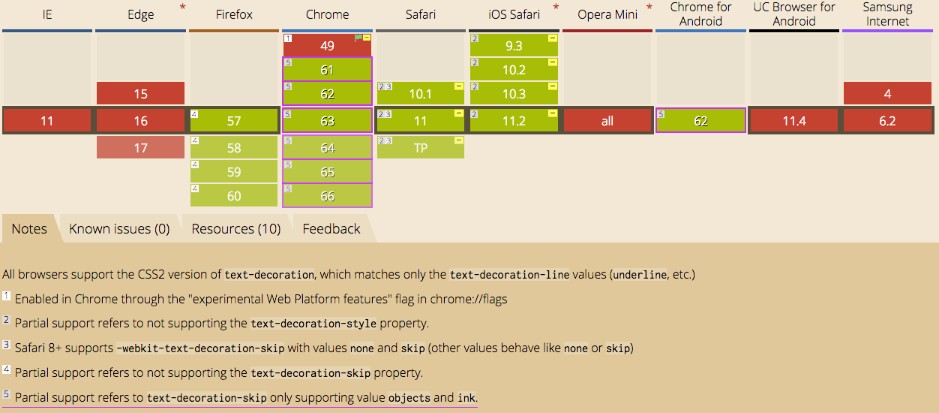 IE Edge * Firefox Chrome Safari iOS Safari * Opera Mini * Chrome for Android UC Browser for Android Samsung Internet
1 49 2 9.3
5 61 2 10.2
15 5 62 2 3 10.1 2 10.3 4
11 16 4 57 5 63 2 3 11 2 11.2 all 5 62 11.4 6.2
17 4 58 5 64 2 3 TP
4 59 5 65
4 60 5 66
Notes Known issues (0) Resources (10) Feedback
All browsers support the CSS2 version of text-decoration, which matches only the text-decoration-line values (underline, etc.)
1 Enabled in Chrome through the "experimental Web Platform features" flag in chrome://flags
2 Partial support refers to not supporting the text-decoration-style property.
3 Safari 8+ supports -webkit-text-decoration-skip with values none and skip (other values behave like none or skip)
4 Partial support refers to not supporting the text-decoration-skip property.
5 Partial support refers to text-decoration-skip only supporting value objects and ink.